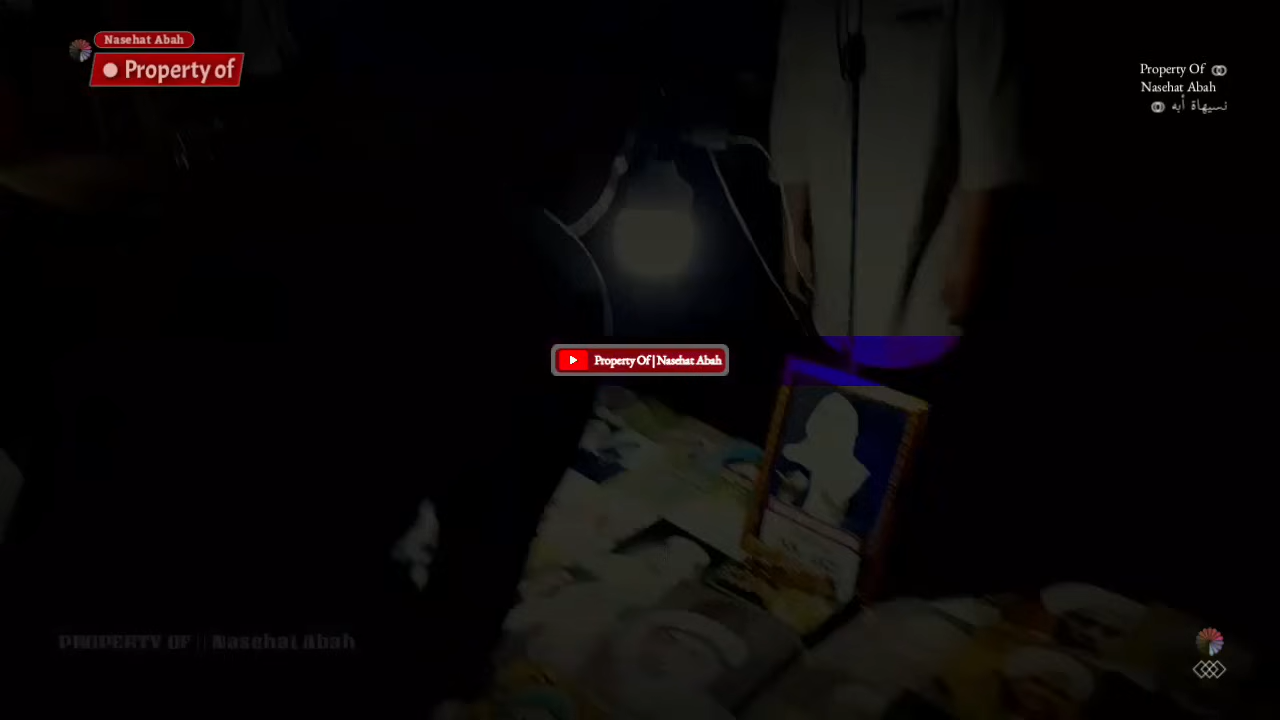 Nasehat Abah
Property of
Property Of
Nasehat Abah
نسيهاة أبه
Property Of | Nasehat Abah
PROPERTY OF || Nasehat Abah